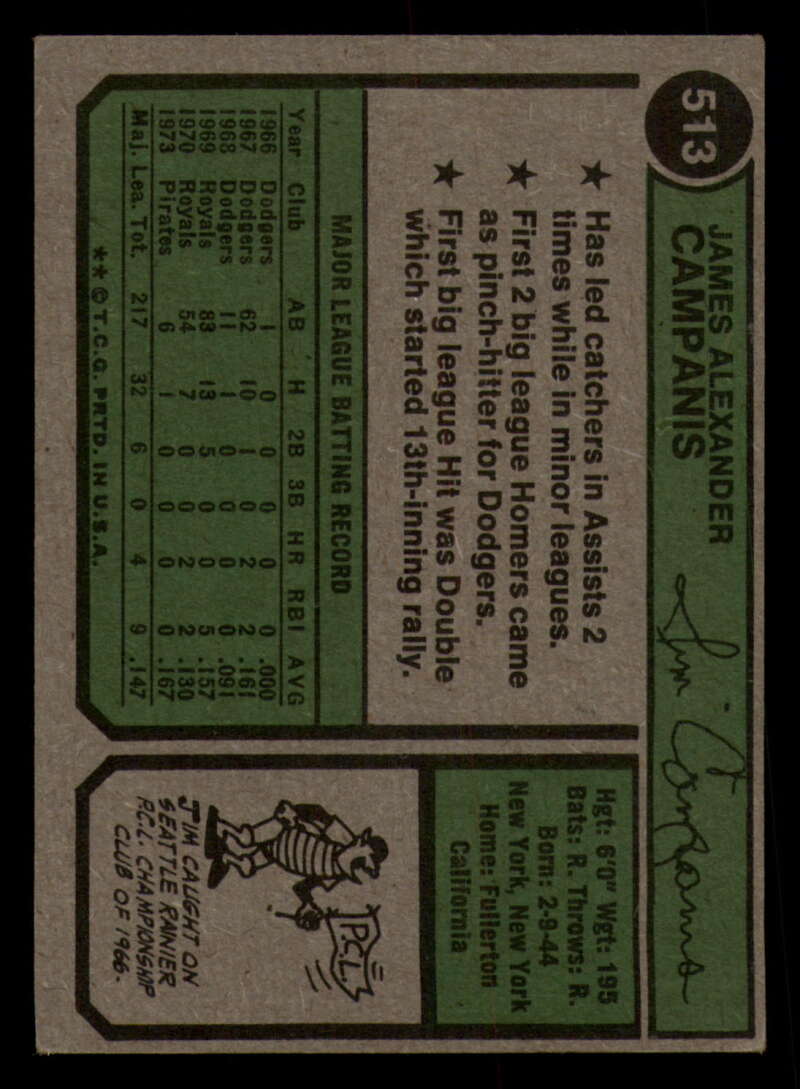 513
JAMES ALEXANDER
CAMPANIS
Jim Campanis
★ Has led catchers in Assists 2
times while in minor leagues.
★ First 2 big league Homers came
as pinch-hitter for Dodgers.
★ First big league Hit was Double
which started 13th-inning rally.
MAJOR LEAGUE BATTING RECORD
Year Club AB H 2B 3B HR RBI AVG
1966 Dodgers 1 0 0 0 0 0 .000
1967 Dodgers 62 10 1 0 2 2 .161
1968 Dodgers 11 1 0 0 0 0 .091
1969 Royals 83 13 5 0 0 5 .157
1970 Royals 54 7 0 0 2 2 .130
1973 Pirates 6 1 0 0 0 0 .167
Maj. Lea. Tot. 217 32 6 0 4 9 .147
** © T.C.G. PRTD. IN U.S.A.
Hgt: 6'0" Wgt: 195
Bats: R. Throws: R.
Born: 2-9-44
New York, New York
Home: Fullerton
California
P.C.L.
JIM CAUGHT ON
SEATTLE RAINIER
P.C.L. CHAMPIONSHIP
CLUB OF 1966.